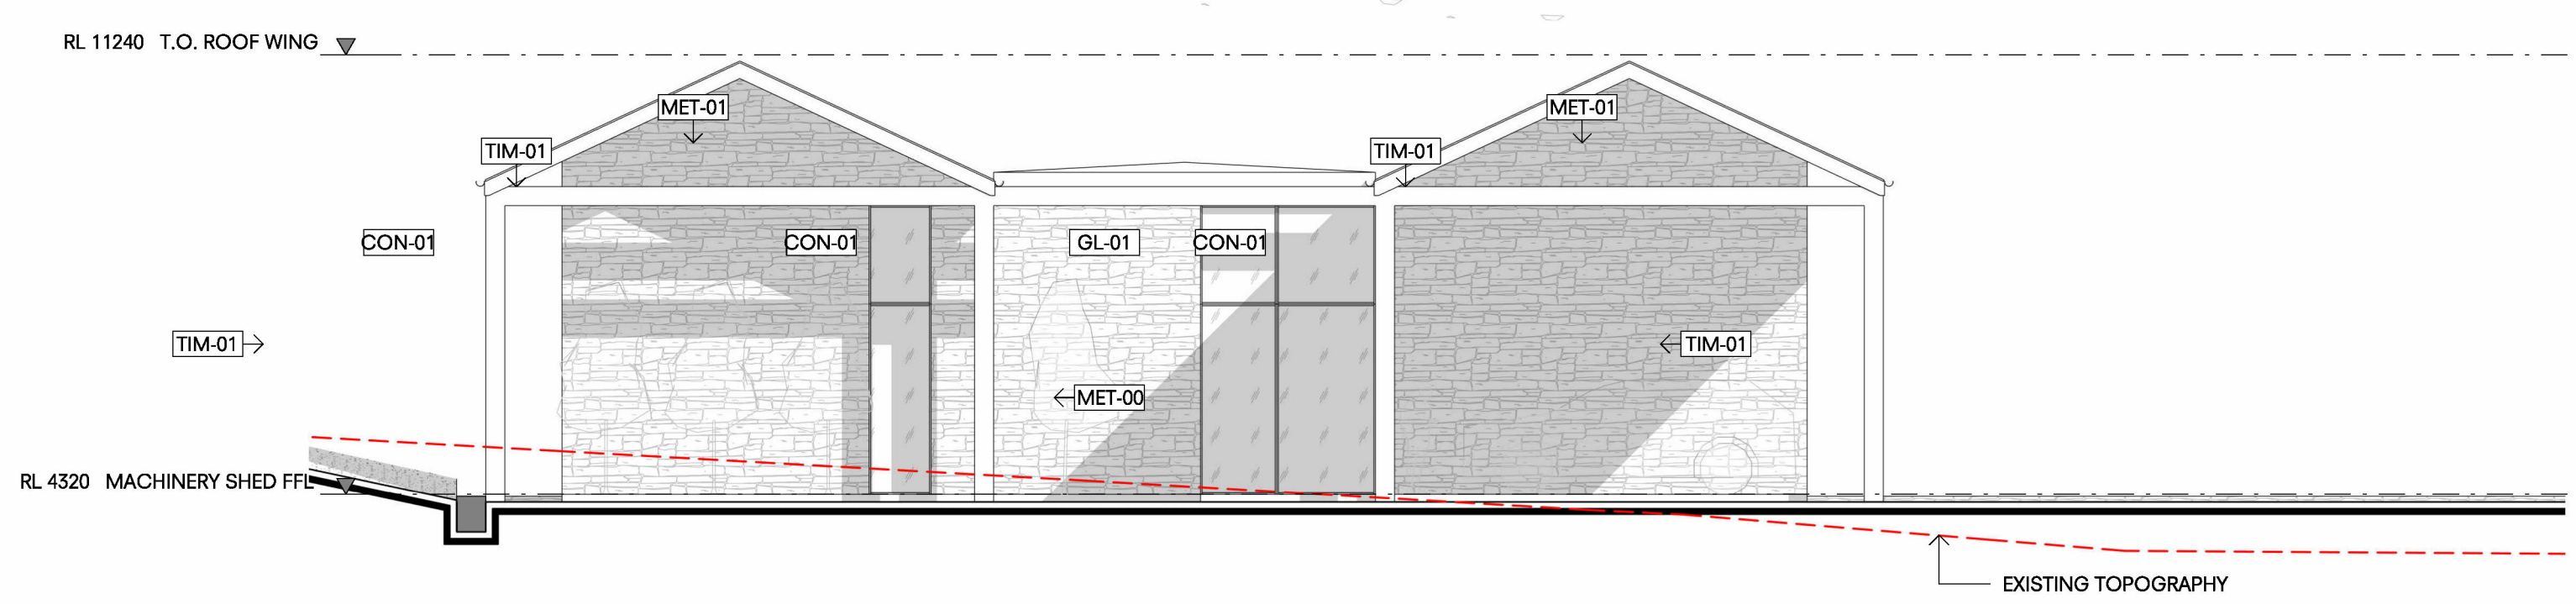 RL 11240 T.O. ROOF WING
MET-01
MET-01
TIM-01
TIM-01
CON-01
CON-01
GL-01
CON-01
TIM-01
TIM-01
MET-00
RL 4320 MACHINERY SHED FFL
EXISTING TOPOGRAPHY